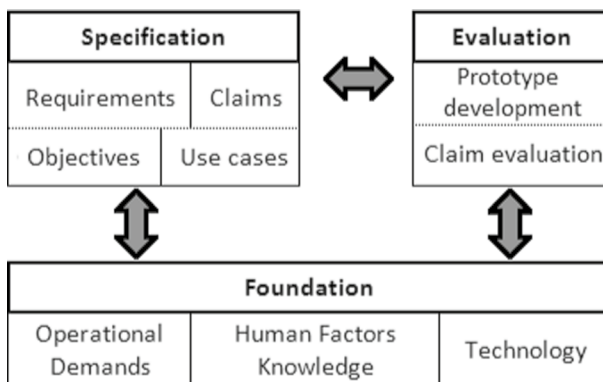 Specification
Evaluation
Requirements
Claims
Prototype
development
Objectives
Use cases
Claim evaluation
Foundation
Operational
Demands
Human Factors
Knowledge
Technology